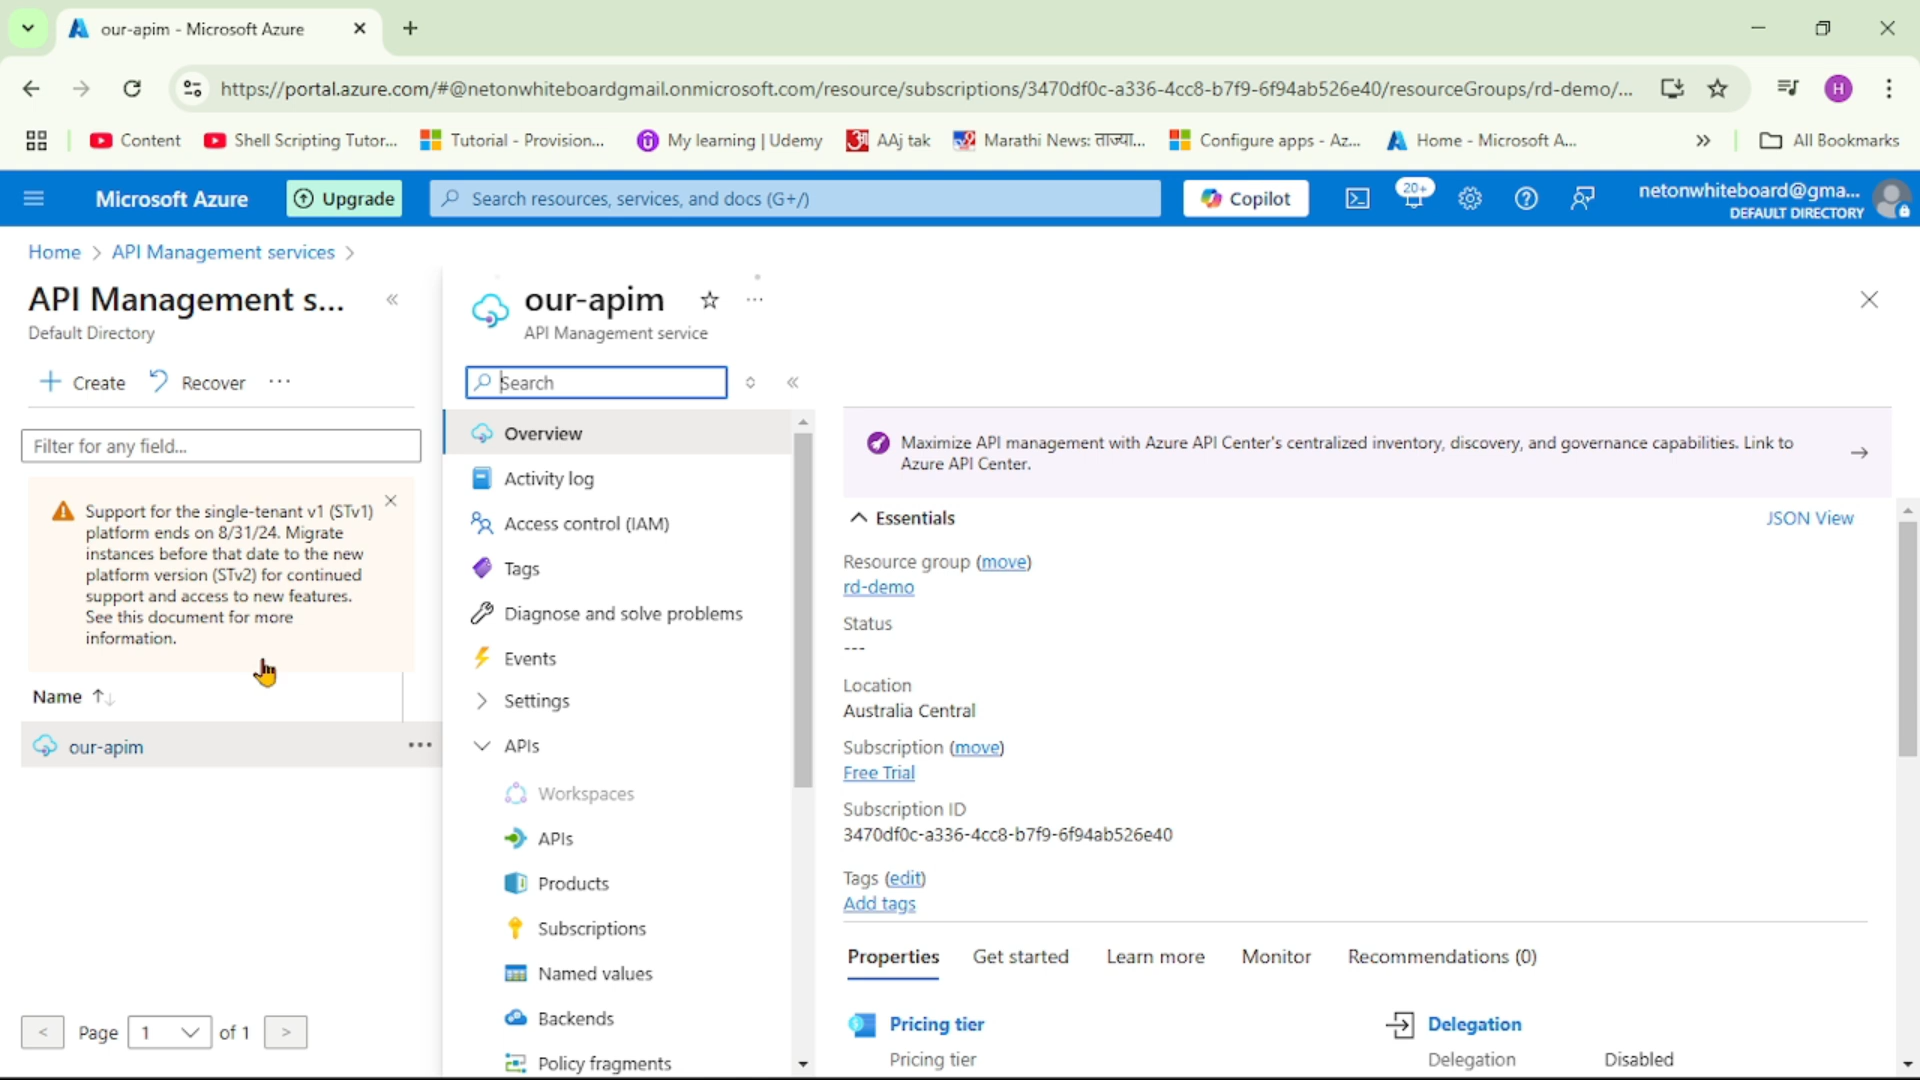 our-apim - Microsoft Azure
https://portal.azure.com/#@netonwhiteboardgmail.onmicrosoft.com/resource/subscriptions/3470df0c-a336-4cc8-b7f9-6f94ab526e40/resourceGroups/rd-demo/...
H
Content
Shell Scripting Tutor...
Tutorial - Provision...
My learning | Udemy
AAj tak
Marathi News: ताज्या...
Configure apps - Az...
Home - Microsoft A...
All Bookmarks
Microsoft Azure
Upgrade
Search resources, services, and docs (G+/)
Copilot
20+
netonwhiteboard@gma...
DEFAULT DIRECTORY
Home > API Management services >
API Management s...
Default Directory
Create
Recover
Filter for any field...
Support for the single-tenant v1 (STv1)
platform ends on 8/31/24. Migrate
instances before that date to the new
platform version (STv2) for continued
support and access to new features.
See this document for more
information.
Name
our-apim
Page 1 of 1
our-apim
API Management service
Search
Overview
Activity log
Access control (IAM)
Tags
Diagnose and solve problems
Events
Settings
APIs
Workspaces
APIs
Products
Subscriptions
Named values
Backends
Policy fragments
Maximize API management with Azure API Center's centralized inventory, discovery, and governance capabilities. Link to
Azure API Center.
Essentials
JSON View
Resource group (move)
rd-demo
Status
---
Location
Australia Central
Subscription (move)
Free Trial
Subscription ID
3470df0c-a336-4cc8-b7f9-6f94ab526e40
Tags (edit)
Add tags
Properties
Get started
Learn more
Monitor
Recommendations (0)
Pricing tier
Pricing tier
Delegation
Delegation
Disabled